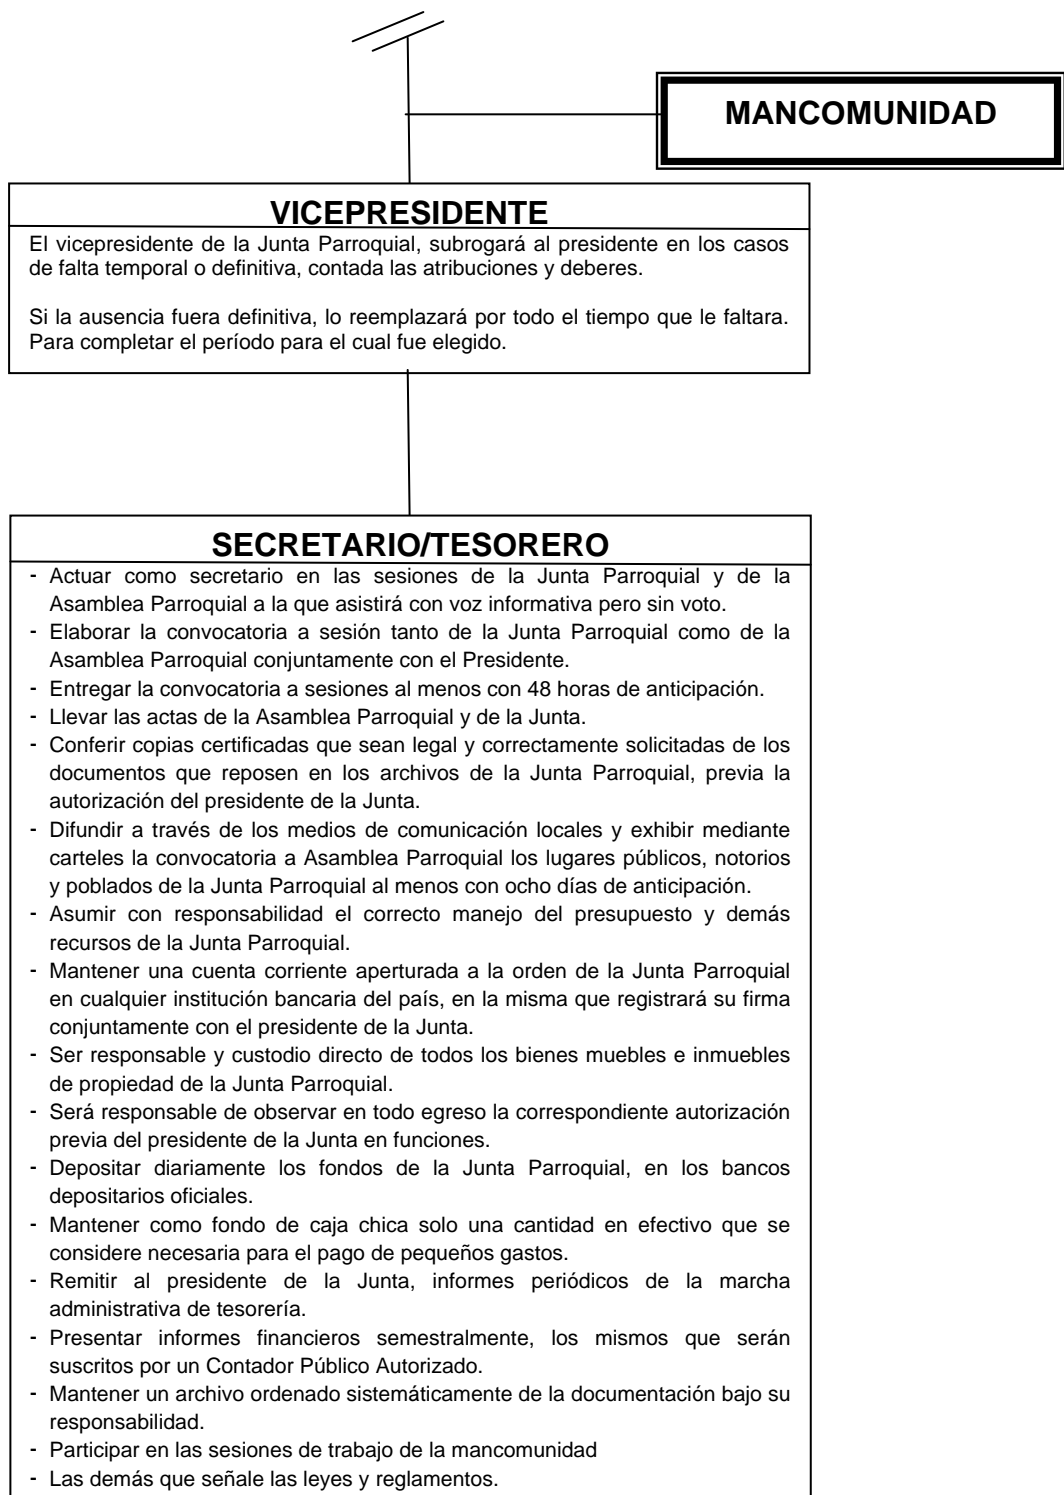 MANCOMUNIDAD
VICEPRESIDENTE
El vicepresidente de la Junta Parroquial, subrogará al presidente en los casos
de falta temporal o definitiva, contada las atribuciones y deberes.
Si la ausencia fuera definitiva, lo reemplazará por todo el tiempo que le faltara.
Para completar el período para el cual fue elegido.
SECRETARIO/TESORERO
- Actuar como secretario en las sesiones de la Junta Parroquial y de la
Asamblea Parroquial a la que asistirá con voz informativa pero sin voto.
- Elaborar la convocatoria a sesión tanto de la Junta Parroquial como de la
Asamblea Parroquial conjuntamente con el Presidente.
- Entregar la convocatoria a sesiones al menos con 48 horas de anticipación.
- Llevar las actas de la Asamblea Parroquial y de la Junta.
- Conferir copias certificadas que sean legal y correctamente solicitadas de los
documentos que reposen en los archivos de la Junta Parroquial, previa la
autorización del presidente de la Junta.
- Difundir a través de los medios de comunicación locales y exhibir mediante
carteles la convocatoria a Asamblea Parroquial los lugares públicos, notorios
y poblados de la Junta Parroquial al menos con ocho días de anticipación.
- Asumir con responsabilidad el correcto manejo del presupuesto y demás
recursos de la Junta Parroquial.
- Mantener una cuenta corriente aperturada a la orden de la Junta Parroquial
en cualquier institución bancaria del país, en la misma que registrará su firma
conjuntamente con el presidente de la Junta.
- Ser responsable y custodio directo de todos los bienes muebles e inmuebles
de propiedad de la Junta Parroquial.
- Será responsable de observar en todo egreso la correspondiente autorización
previa del presidente de la Junta en funciones.
- Depositar diariamente los fondos de la Junta Parroquial, en los bancos
depositarios oficiales.
- Mantener como fondo de caja chica solo una cantidad en efectivo que se
considere necesaria para el pago de pequeños gastos.
- Remitir al presidente de la Junta, informes periódicos de la marcha
administrativa de tesorería.
- Presentar informes financieros semestralmente, los mismos que serán
suscritos por un Contador Público Autorizado.
- Mantener un archivo ordenado sistemáticamente de la documentación bajo su
responsabilidad.
- Participar en las sesiones de trabajo de la mancomunidad
- Las demás que señale las leyes y reglamentos.